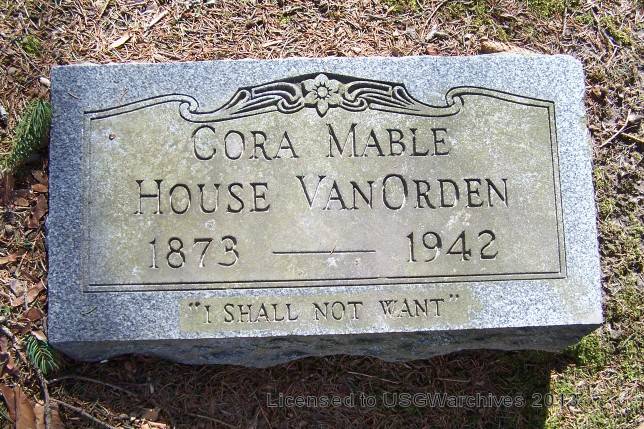 CORA MABLE
HOUSE VANORDEN
1873 — 1942
"I SHALL NOT WANT"
Licensed to USGWarchives